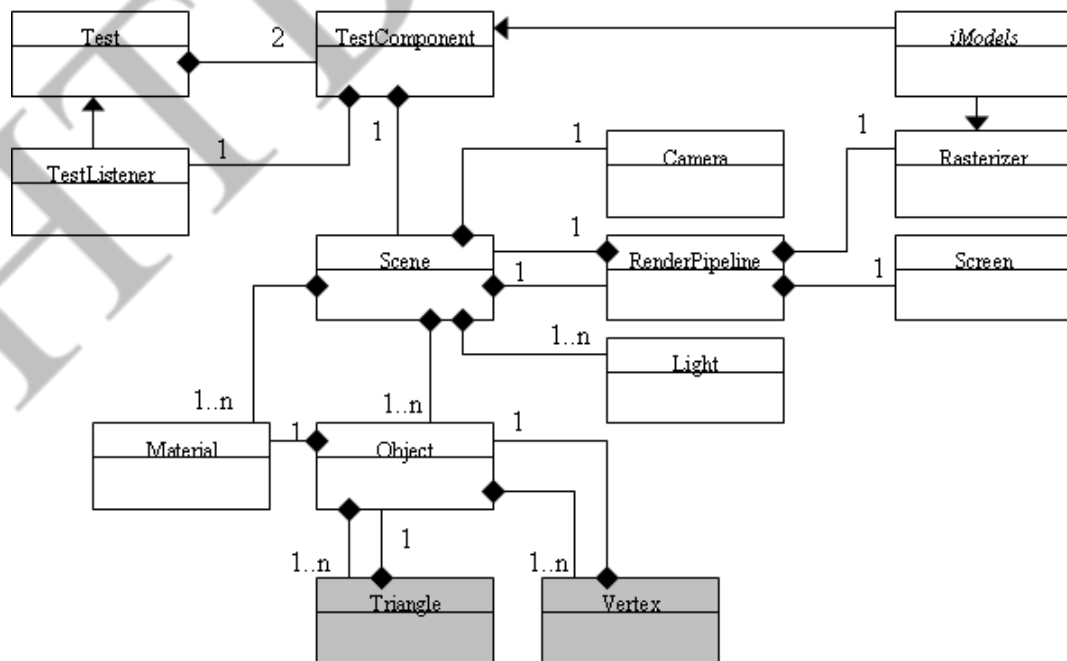 Test
2
TestComponent
iModels
1
1
1
1
TestListener
Camera
Rasterizer
1
1
1
Scene
RenderPipeline
Screen
1..n
Light
1..n
1..n
1
1
Material
Object
1
1..n
1..n
Triangle
Vertex